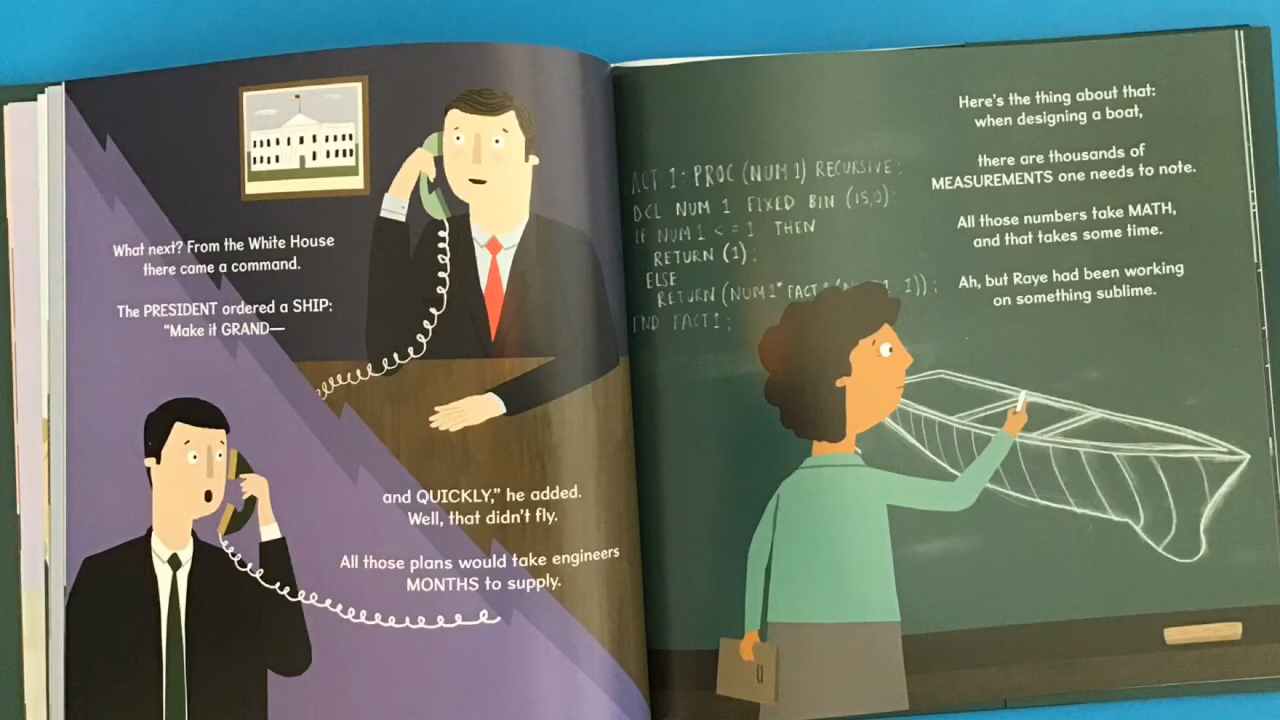 What next? From the White House
there came a command.
The PRESIDENT ordered a SHIP:
“Make it GRAND—
and QUICKLY,” he added.
Well, that didn’t fly.
All those plans would take engineers
MONTHS to supply.
Here’s the thing about that:
when designing a boat,
there are thousands of
MEASUREMENTS one needs to note.
All those numbers take MATH,
and that takes some time.
Ah, but Raye had been working
on something sublime.
ACT 1: PROC (NUM 1) RECURSIVE;
DCL NUM 1 FIXED BIN (15,0);
IF NUM 1 <= 1 THEN
RETURN (1);
ELSE
RETURN (NUM1* FACT 1));
END FACT1;